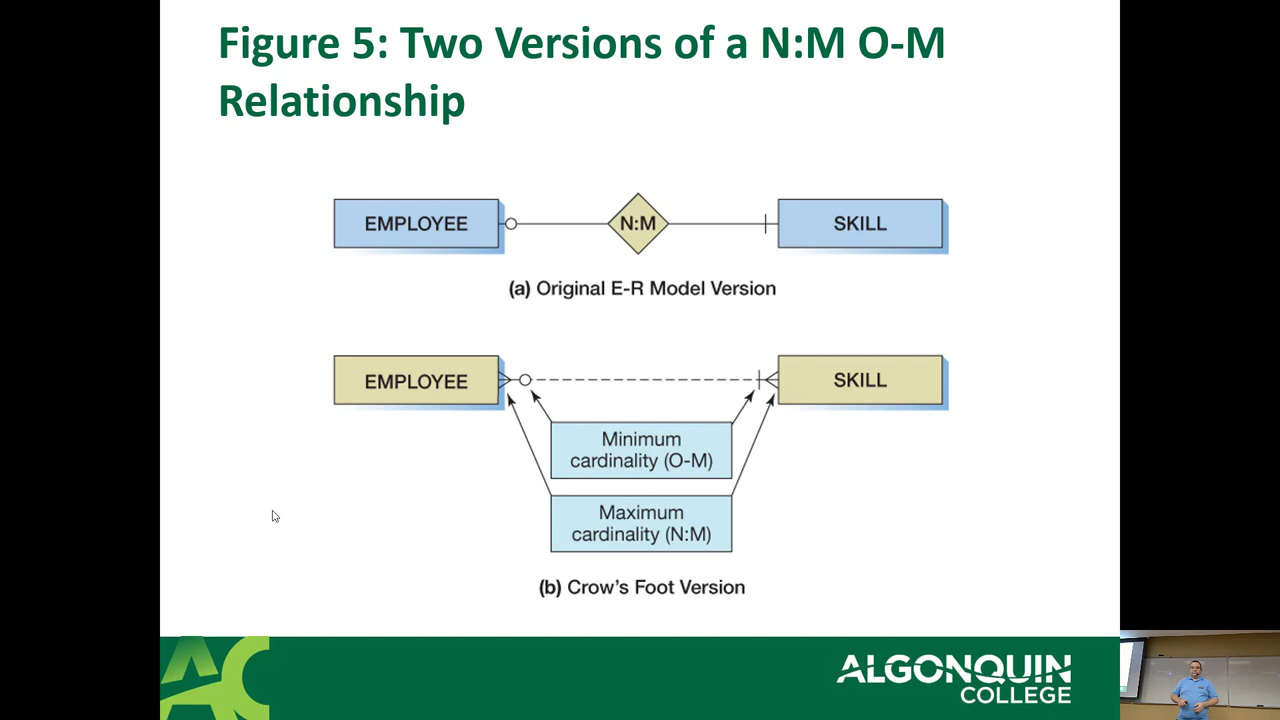 Figure 5: Two Versions of a N:M O-M
Relationship
EMPLOYEE
N:M
SKILL
(a) Original E-R Model Version
EMPLOYEE
SKILL
Minimum
cardinality (O-M)
Maximum
cardinality (N:M)
(b) Crow's Foot Version
AC
ALGONQUIN
COLLEGE